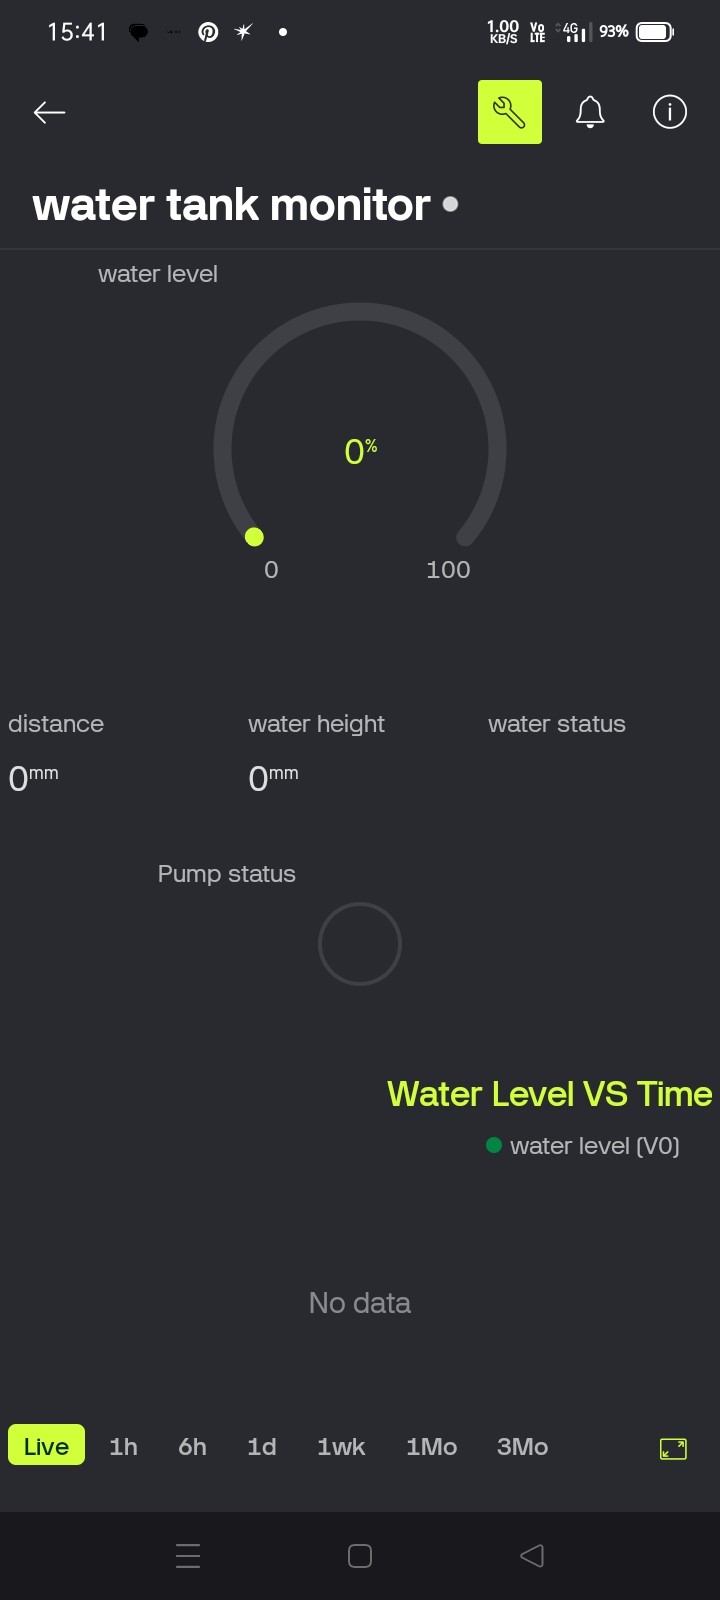 15:41 1.00 KB/S Vo LTE 4G 93%
water tank monitor
water level
0%
0 100
distance water height water status
0mm 0mm
Pump status
Water Level VS Time
water level (V0)
No data
Live 1h 6h 1d 1wk 1Mo 3Mo